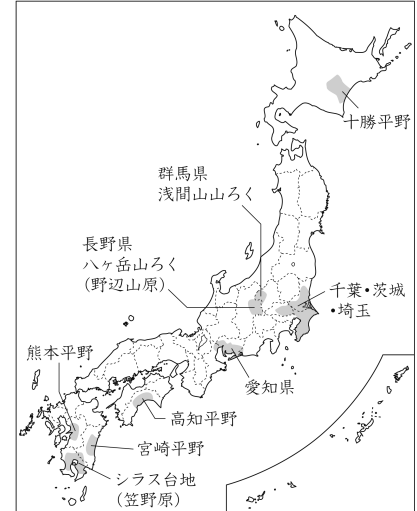 十勝平野
群馬県
浅間山山ろく
長野県
八ヶ岳山ろく
(野辺山原)
千葉・茨城
・埼玉
熊本平野
愛知県
高知平野
宮崎平野
シラス台地
(笠野原)